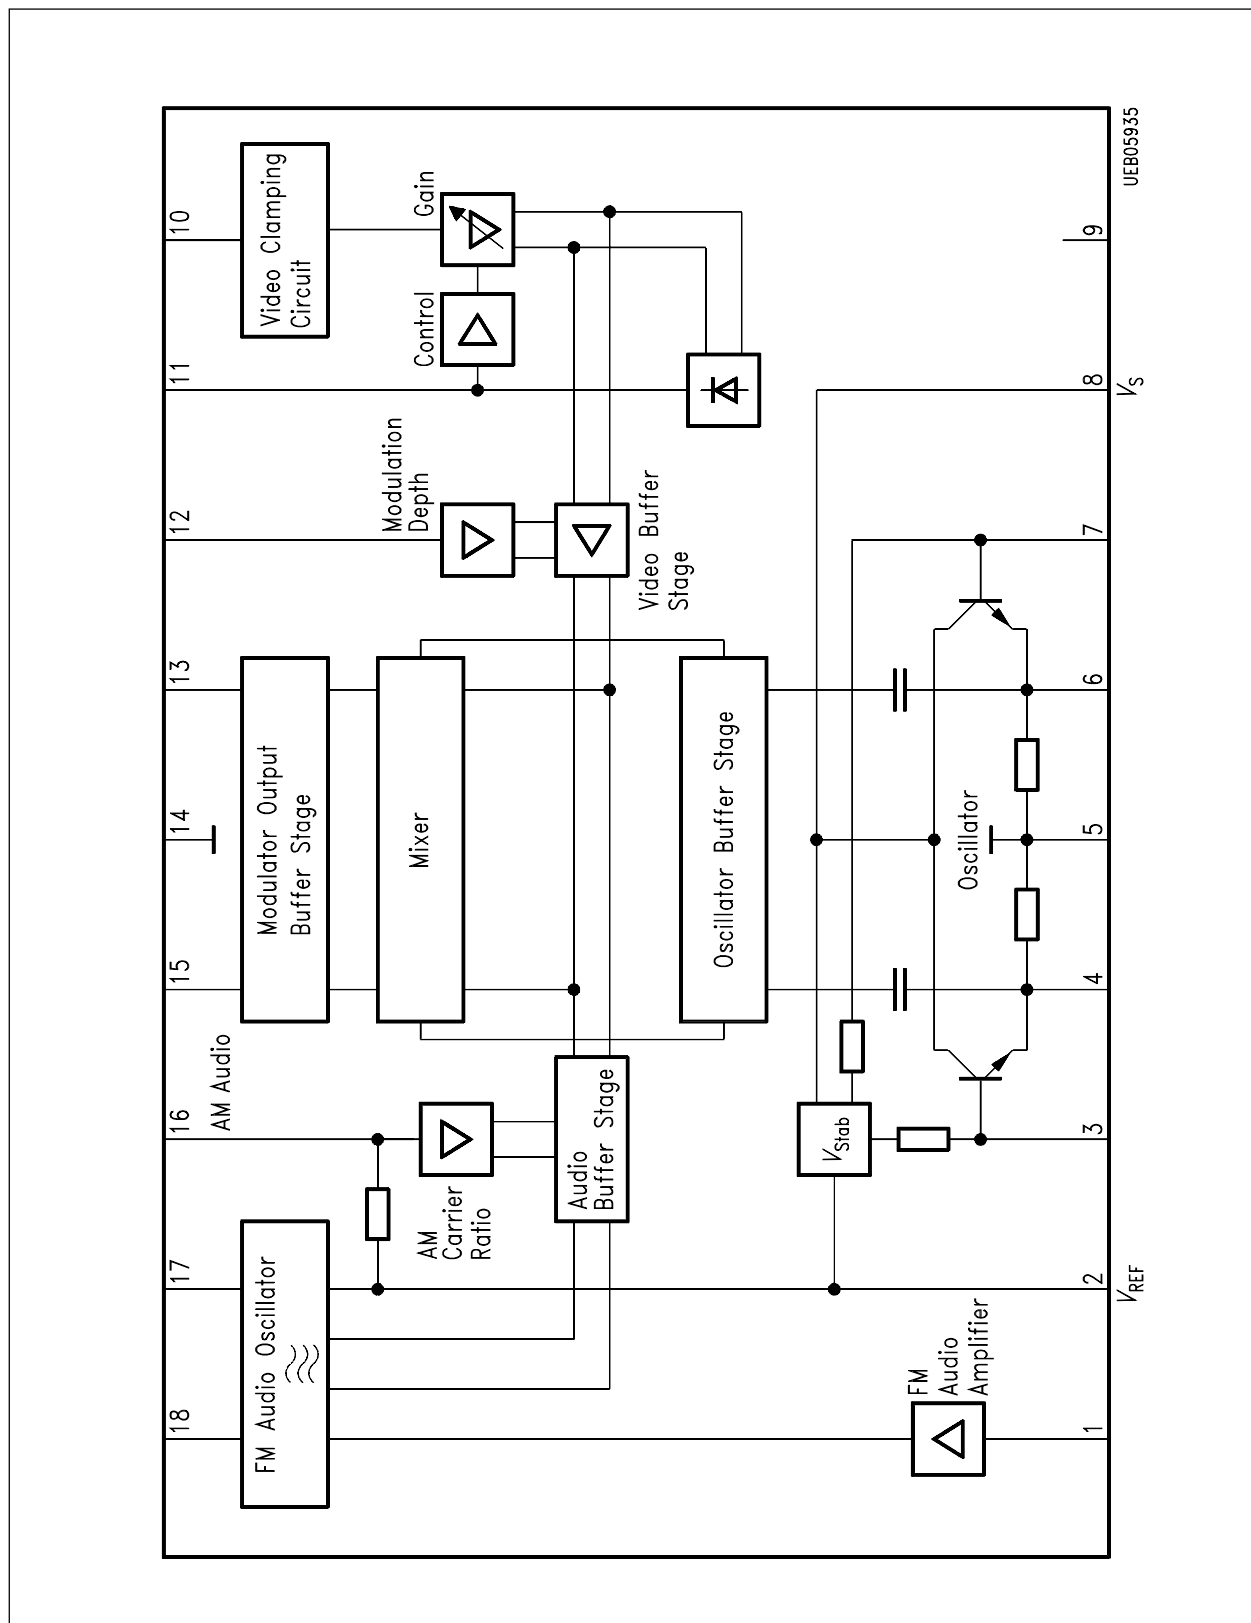 18
17
16
15
14
13
12
11
10
AM Audio
FM Audio Oscillator
Modulator Output
Buffer Stage
Video Clamping
Circuit
AM
Carrier
Ratio
Mixer
Modulation
Depth
Control
Gain
Audio
Buffer Stage
Video Buffer
Stage
Oscillator Buffer Stage
VStab
FM
Audio
Amplifier
Oscillator
1
2
3
4
5
6
7
8
9
VREF
VS
UEB05935